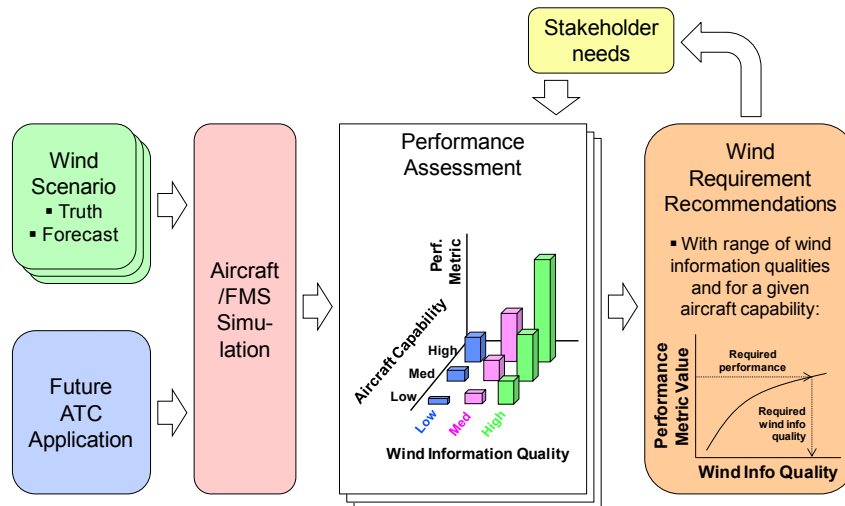 Stakeholder
needs
Wind
Scenario
▪ Truth
▪ Forecast
Future
ATC
Application
Aircraft
/FMS
Simu-
lation
Performance
Assessment
Perf.
Metric
Aircraft Capability
High
Med
Low
Low
Med
High
Wind Information Quality
Wind
Requirement
Recommendations
▪ With range of wind
information qualities
and for a given
aircraft capability:
Performance
Metric Value
Required
performance
Required
wind info
quality
Wind Info Quality